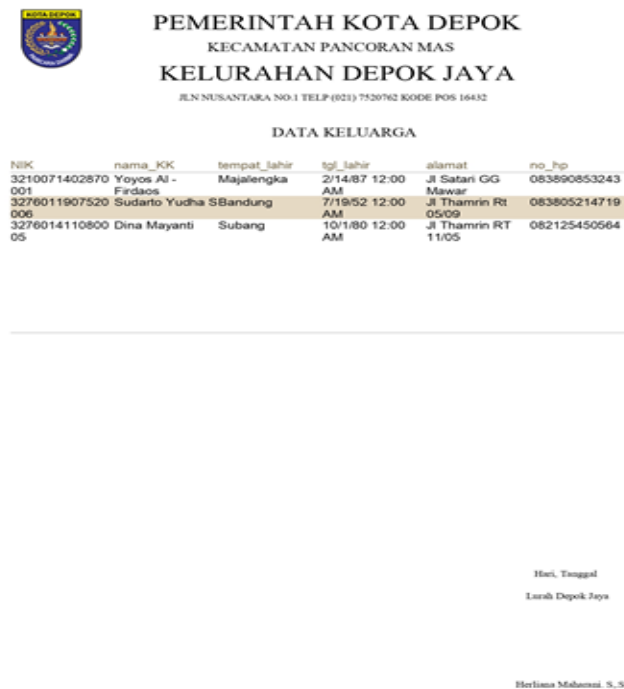 KOTA-DEPOK
PEMERINTAH KOTA DEPOK
KECAMATAN PANCORAN MAS
KELURAHAN DEPOK JAYA
JLN NUSANTARA NO:1 TELP (021) 7520762 KODE POS 16432
DATA KELUARGA
NIK nama_KK tempat_lahir tgl_lahir alamat no_hp
3210071402870 Yoyos Al - Majalengka 2/14/87 12:00 Jl Satari GG 083890853243
001 Firdaos AM Mawar
3276011907520 Sudarto Yudha S Bandung 7/19/52 12:00 Jl Thamrin Rt 083805214719
006 AM 05/09
3276014110800 Dina Mayanti Subang 10/1/80 12:00 Jl Thamrin RT 082125450564
05 AM 11/05
Hari, Tanggal
Lurah Depok Jaya
Herliana Maharani. S, S